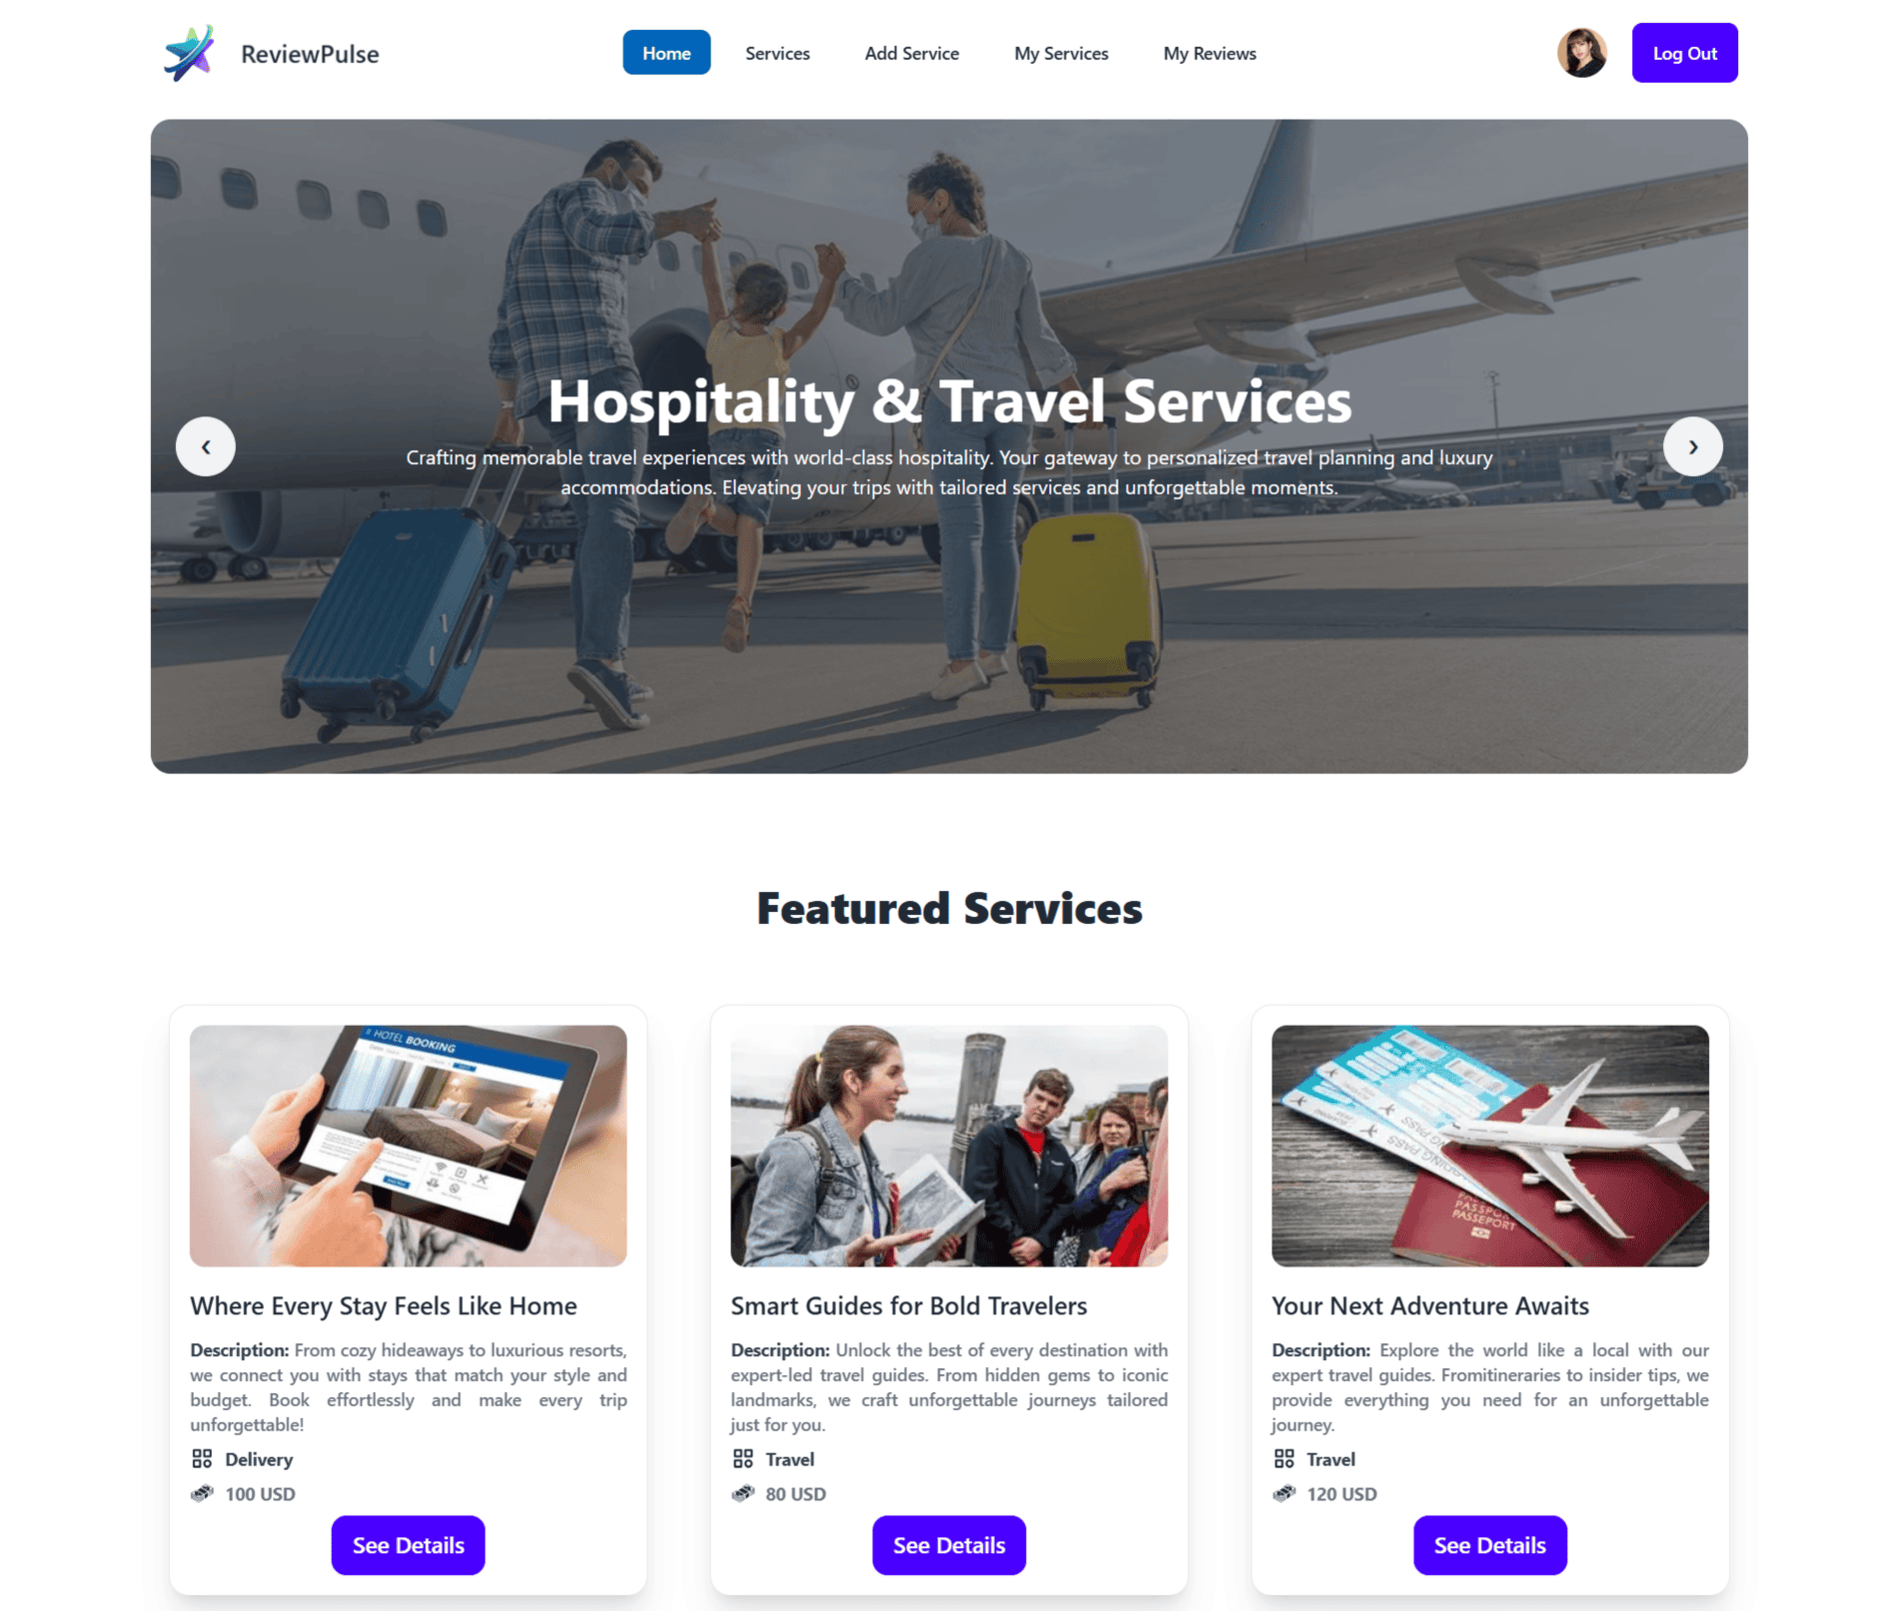 ReviewPulse
Home
Services
Add Service
My Services
My Reviews
Log Out
Hospitality & Travel Services
Crafting memorable travel experiences with world-class hospitality. Your gateway to personalized travel planning and luxury
accommodations. Elevating your trips with tailored services and unforgettable moments.
Featured Services
HOTEL BOOKING
Where Every Stay Feels Like Home
Description: From cozy hideaways to luxurious resorts,
we connect you with stays that match your style and
budget. Book effortlessly and make every trip
unforgettable!
Delivery
100 USD
See Details
Smart Guides for Bold Travelers
Description: Unlock the best of every destination with
expert-led travel guides. From hidden gems to iconic
landmarks, we craft unforgettable journeys tailored
just for you.
Travel
80 USD
See Details
PASSPORT
PASSEPORT
Your Next Adventure Awaits
Description: Explore the world like a local with our
expert travel guides. Fromitineraries to insider tips, we
provide everything you need for an unforgettable
journey.
Travel
120 USD
See Details